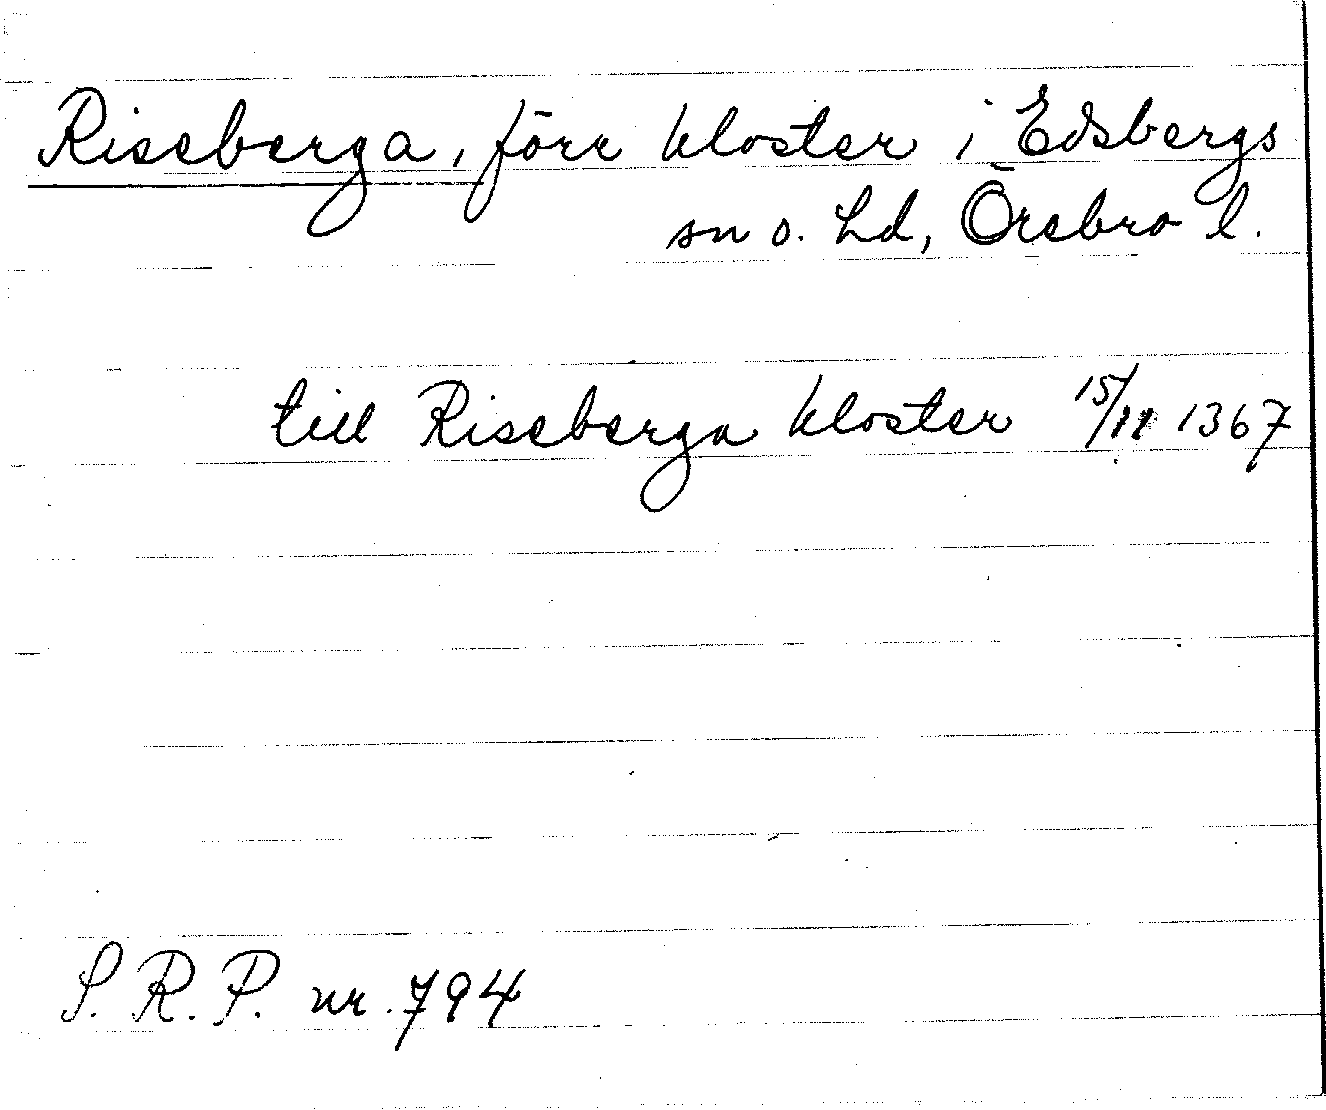 Riseberga, förr kloster i Edsbergs
sn o. hd, Örebro l.
till Riseberga kloster 15/11 1367
S. R. P. nr. 794